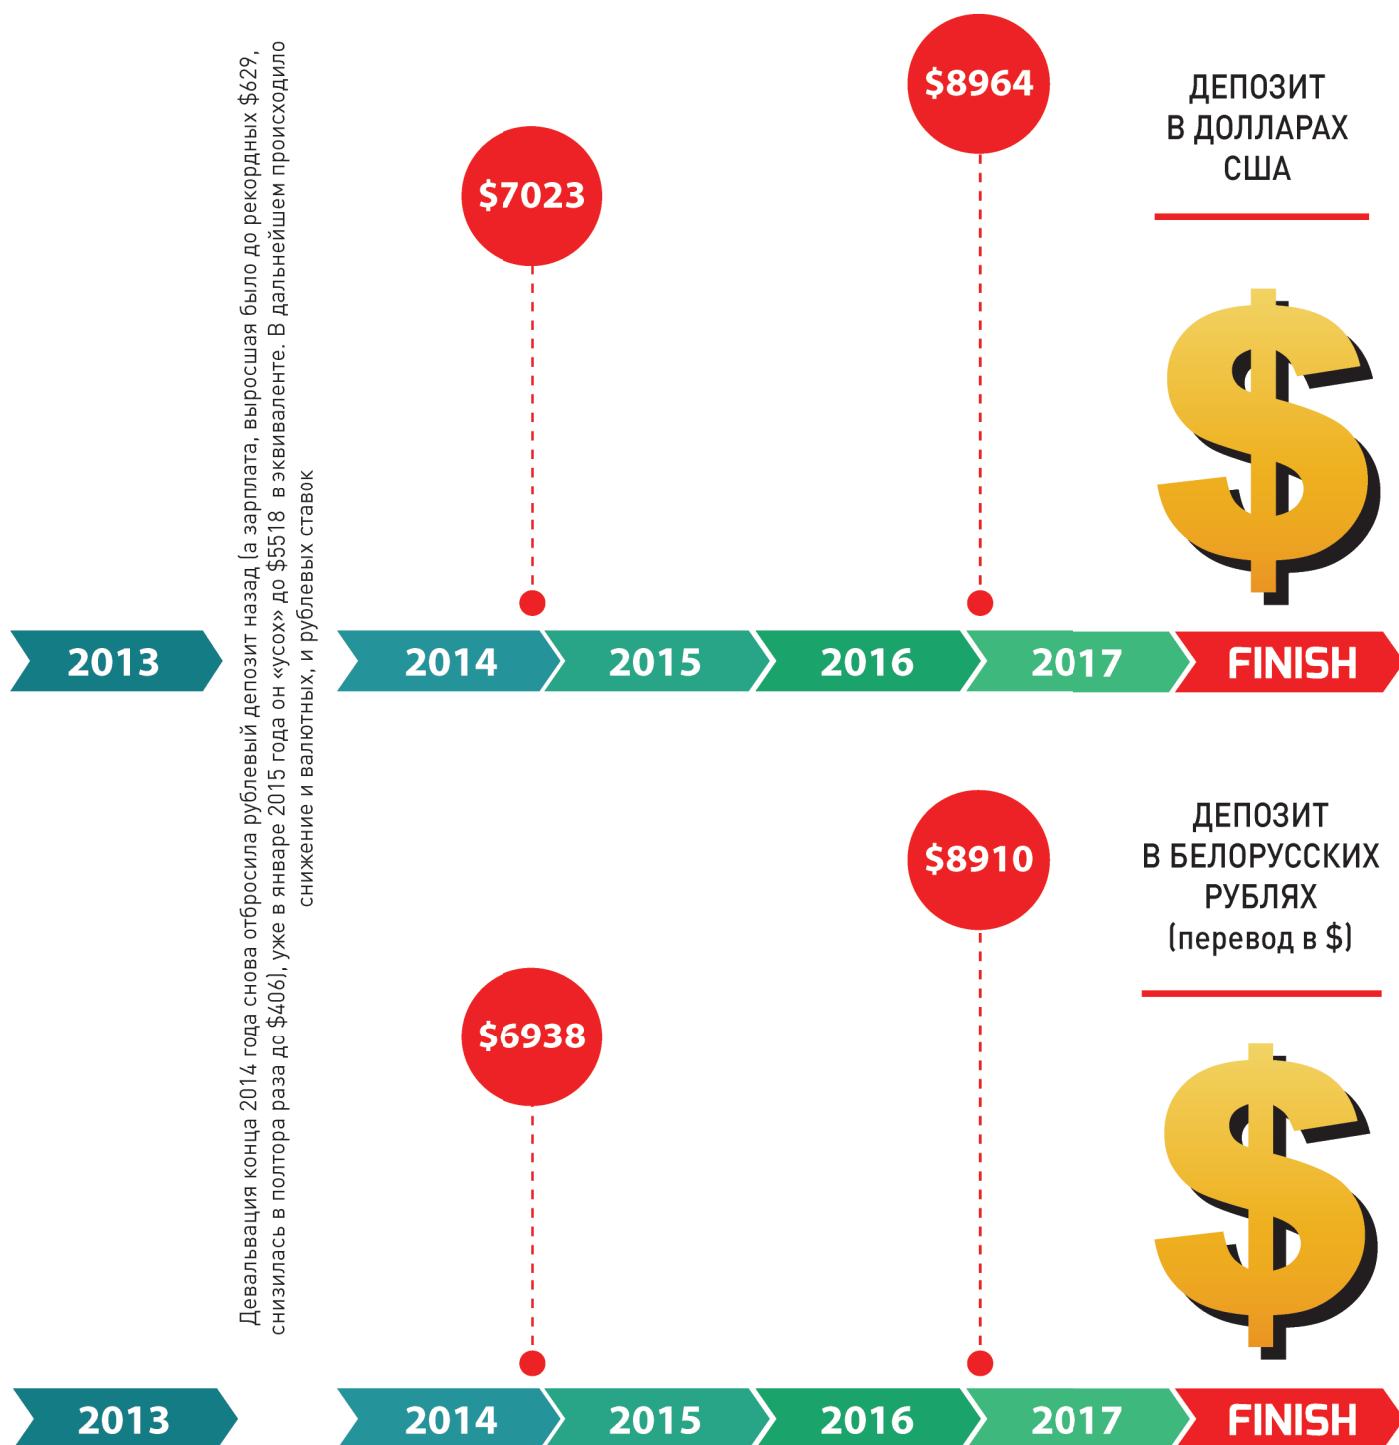 $8964
$7023
ДЕПОЗИТ
В ДОЛЛАРАХ
США
2013
2014
2015
2016
2017
FINISH
Девальвация конца 2014 года снова отбросила рублевый депозит назад (а зарплата, выросшая было до рекордных $629,
снизилась в полтора раза до $406), уже в январе 2015 года он «усох» до $5518 в эквиваленте. В дальнейшем происходило
снижение и валютных, и рублевых ставок
$8910
$6938
ДЕПОЗИТ
В БЕЛОРУССКИХ
РУБЛЯХ
(перевод в $)
2013
2014
2015
2016
2017
FINISH